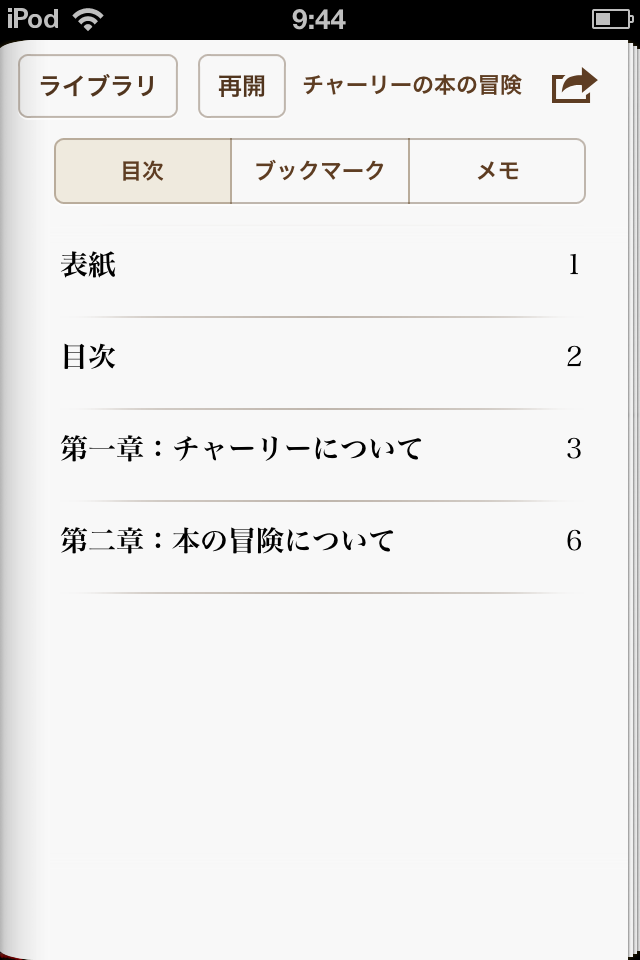 iPod 9:44
ライブラリ 再開 チャーリーの本の冒険
目次 ブックマーク メモ
表紙 1
目次 2
第一章：チャーリーについて 3
第二章：本の冒険について 6